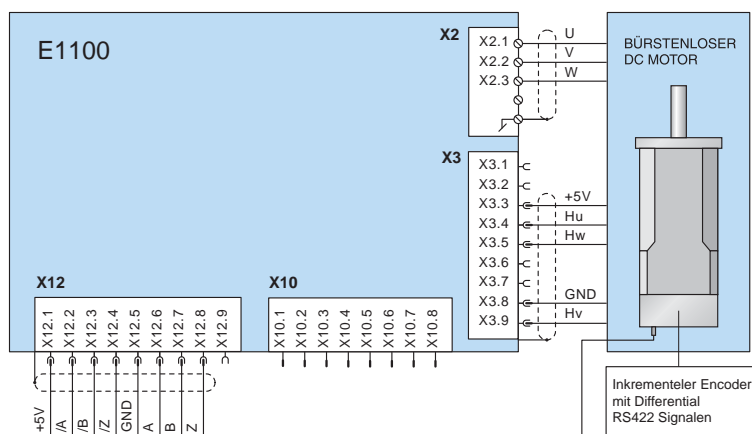 E1100
X2
X2.1
X2.2
X2.3
U
V
W
BÜRSTENLOSER
DC MOTOR
X3
X3.1
X3.2
X3.3
X3.4
X3.5
X3.6
X3.7
X3.8
X3.9
+5V
Hu
Hw
GND
Hv
X12
X12.1
X12.2
X12.3
X12.4
X12.5
X12.6
X12.7
X12.8
X12.9
X10
X10.1
X10.2
X10.3
X10.4
X10.5
X10.6
X10.7
X10.8
+5V
/A
/B
/Z
GND
A
B
Z
Inkrementeler Encoder
mit Differential
RS422 Signalen